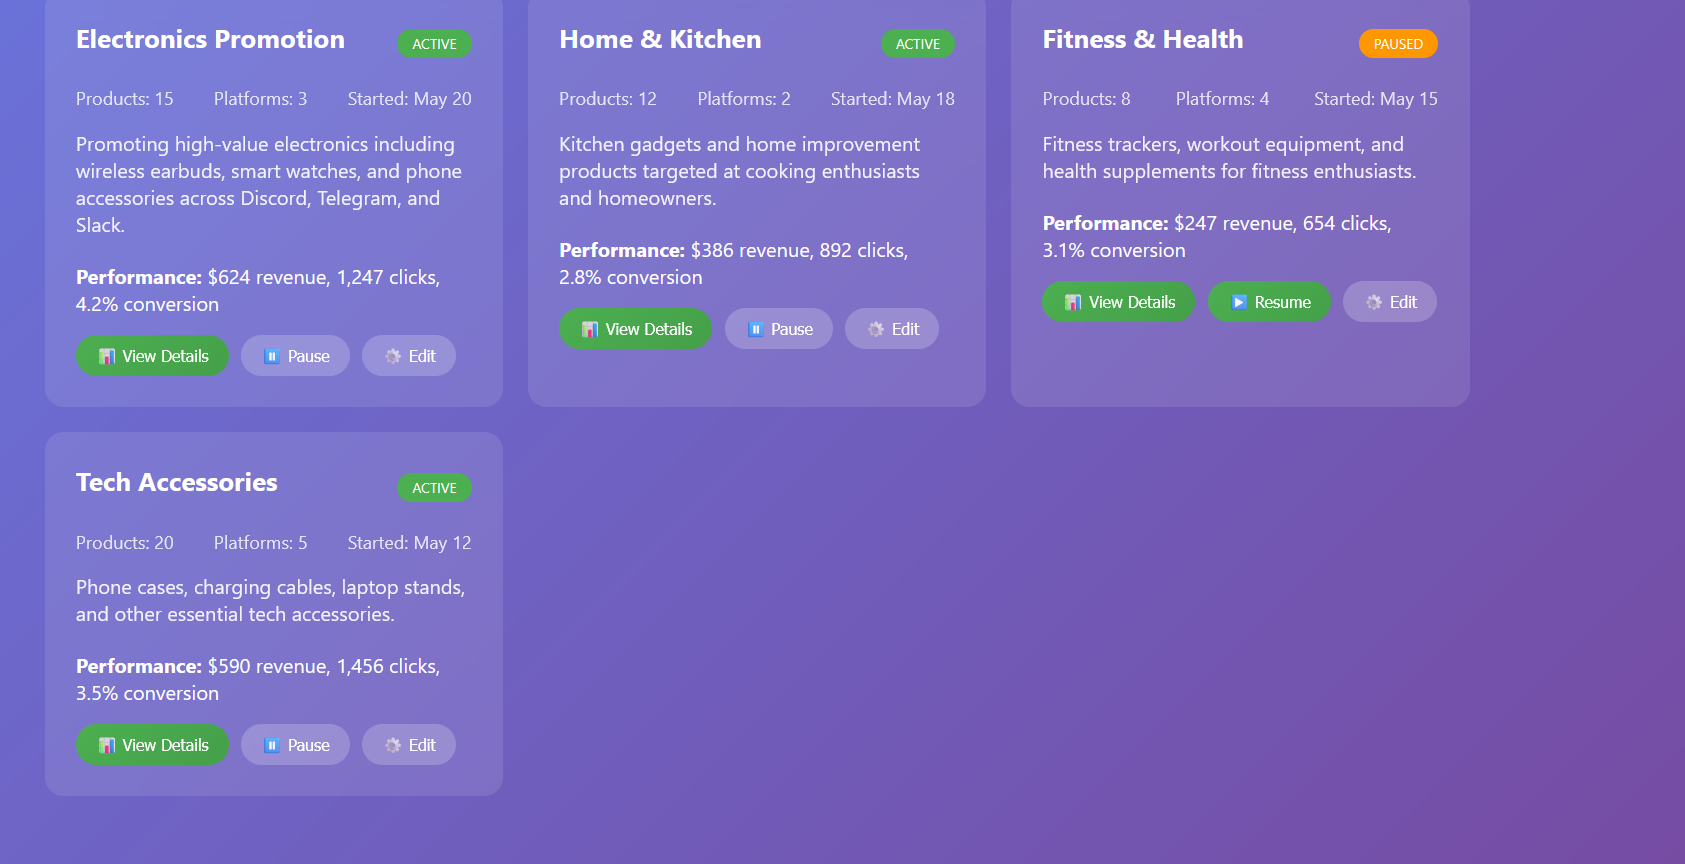 Electronics Promotion
ACTIVE
Products: 15 Platforms: 3 Started: May 20
Promoting high-value electronics including
wireless earbuds, smart watches, and phone
accessories across Discord, Telegram, and
Slack.
Performance: $624 revenue, 1,247 clicks,
4.2% conversion
View Details Pause Edit
Home & Kitchen
ACTIVE
Products: 12 Platforms: 2 Started: May 18
Kitchen gadgets and home improvement
products targeted at cooking enthusiasts
and homeowners.
Performance: $386 revenue, 892 clicks,
2.8% conversion
View Details Pause Edit
Fitness & Health
PAUSED
Products: 8 Platforms: 4 Started: May 15
Fitness trackers, workout equipment, and
health supplements for fitness enthusiasts.
Performance: $247 revenue, 654 clicks,
3.1% conversion
View Details Resume Edit
Tech Accessories
ACTIVE
Products: 20 Platforms: 5 Started: May 12
Phone cases, charging cables, laptop stands,
and other essential tech accessories.
Performance: $590 revenue, 1,456 clicks,
3.5% conversion
View Details Pause Edit